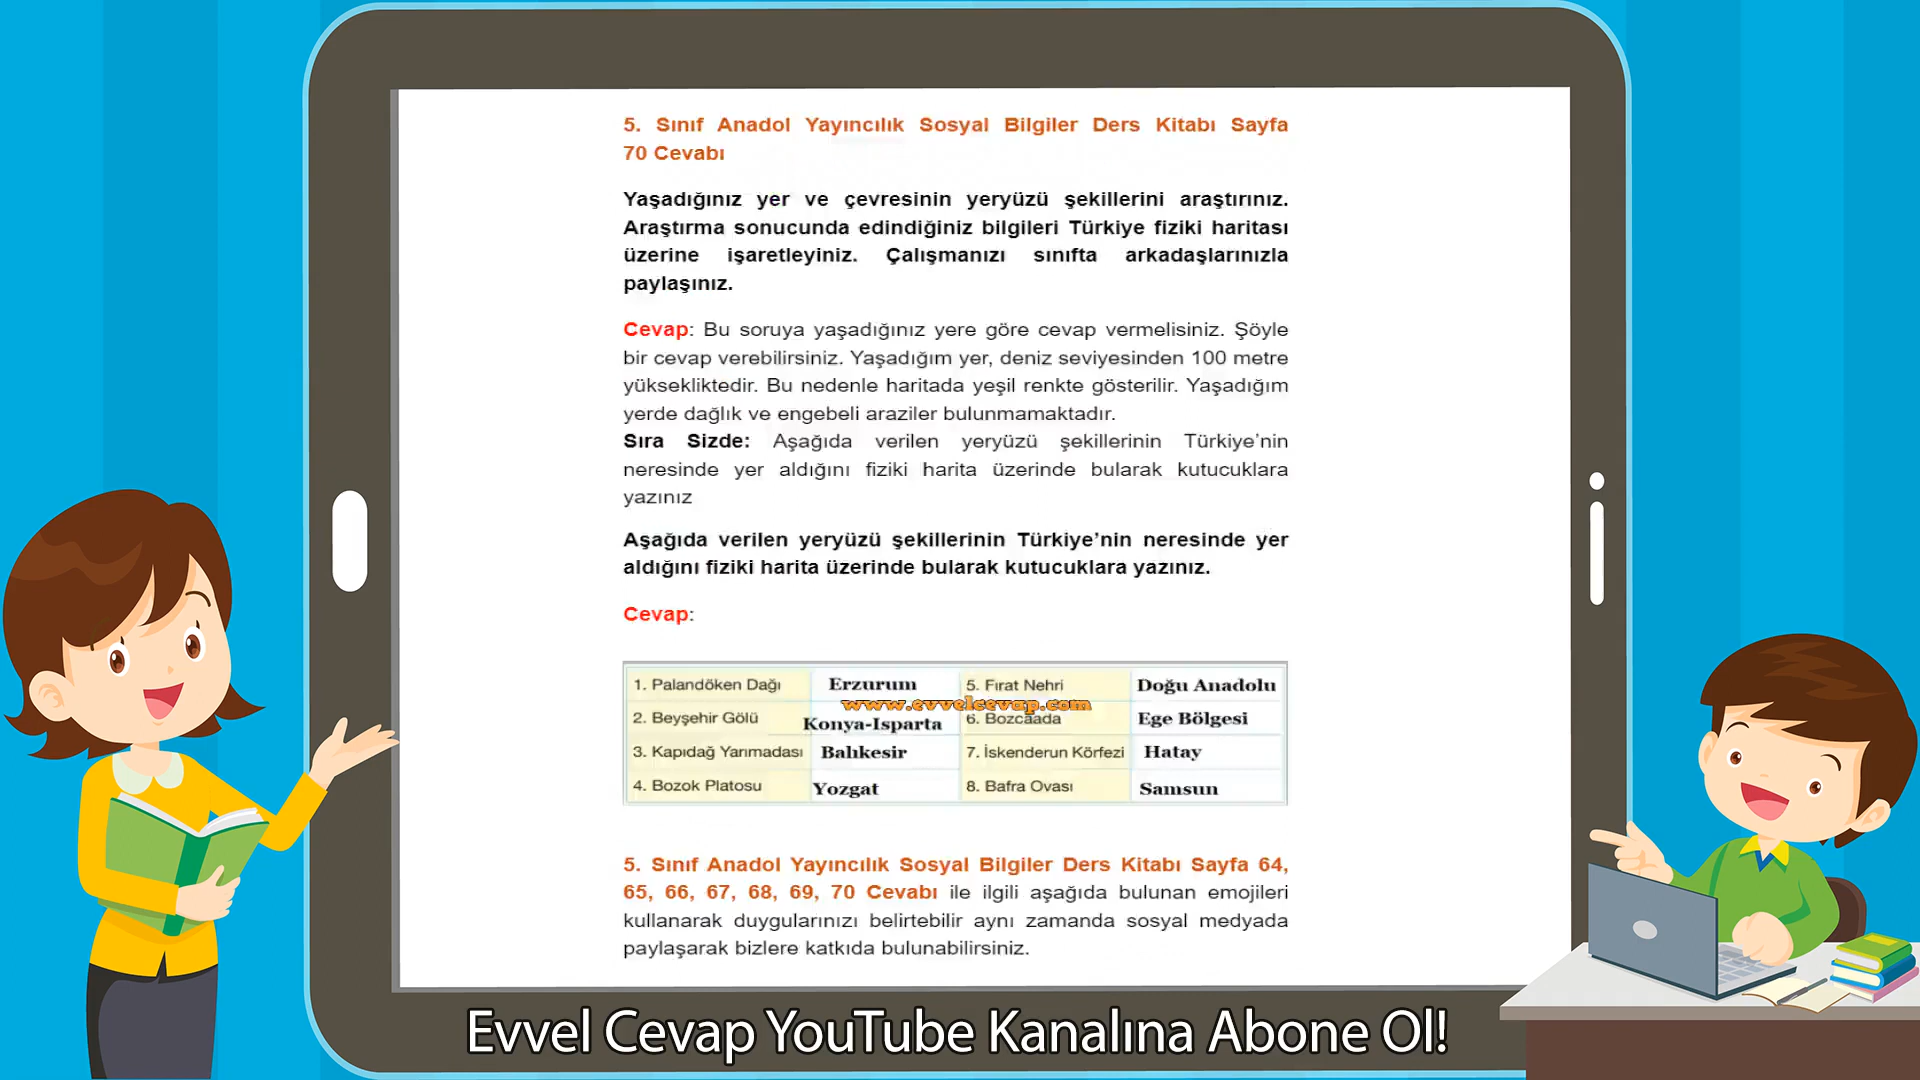 5. Sınıf Anadol Yayıncılık Sosyal Bilgiler Ders Kitabı Sayfa
70 Cevabı
Yaşadığınız yer ve çevresinin yeryüzü şekillerini araştırınız.
Araştırma sonucunda edindiğiniz bilgileri Türkiye fiziki haritası
üzerine işaretleyiniz. Çalışmanızı sınıfta arkadaşlarınızla
paylaşınız.
Cevap: Bu soruya yaşadığınız yere göre cevap vermelisiniz. Şöyle
bir cevap verebilirsiniz. Yaşadığım yer, deniz seviyesinden 100 metre
yüksekliktedir. Bu nedenle haritada yeşil renkte gösterilir. Yaşadığım
yerde dağlık ve engebeli araziler bulunmamaktadır.
Sıra Sizde: Aşağıda verilen yeryüzü şekillerinin Türkiye'nin
neresinde yer aldığını fiziki harita üzerinde bularak kutucuklara
yazınız
Aşağıda verilen yeryüzü şekillerinin Türkiye'nin neresinde yer
aldığını fiziki harita üzerinde bularak kutucuklara yazınız.
Cevap:
1. Palandöken Dağı Erzurum 5. Fırat Nehri Doğu Anadolu
www.evvelcevap.com
2. Beyşehir Gölü Konya-Isparta 6. Bozcaada Ege Bölgesi
3. Kapıdağ Yarımadası Balıkesir 7. İskenderun Körfezi Hatay
4. Bozok Platosu Yozgat 8. Bafra Ovası Samsun
5. Sınıf Anadol Yayıncılık Sosyal Bilgiler Ders Kitabı Sayfa 64,
65, 66, 67, 68, 69, 70 Cevabı ile ilgili aşağıda bulunan emojileri
kullanarak duygularınızı belirtebilir aynı zamanda sosyal medyada
paylaşarak bizlere katkıda bulunabilirsiniz.
Evvel Cevap YouTube Kanalına Abone Ol!